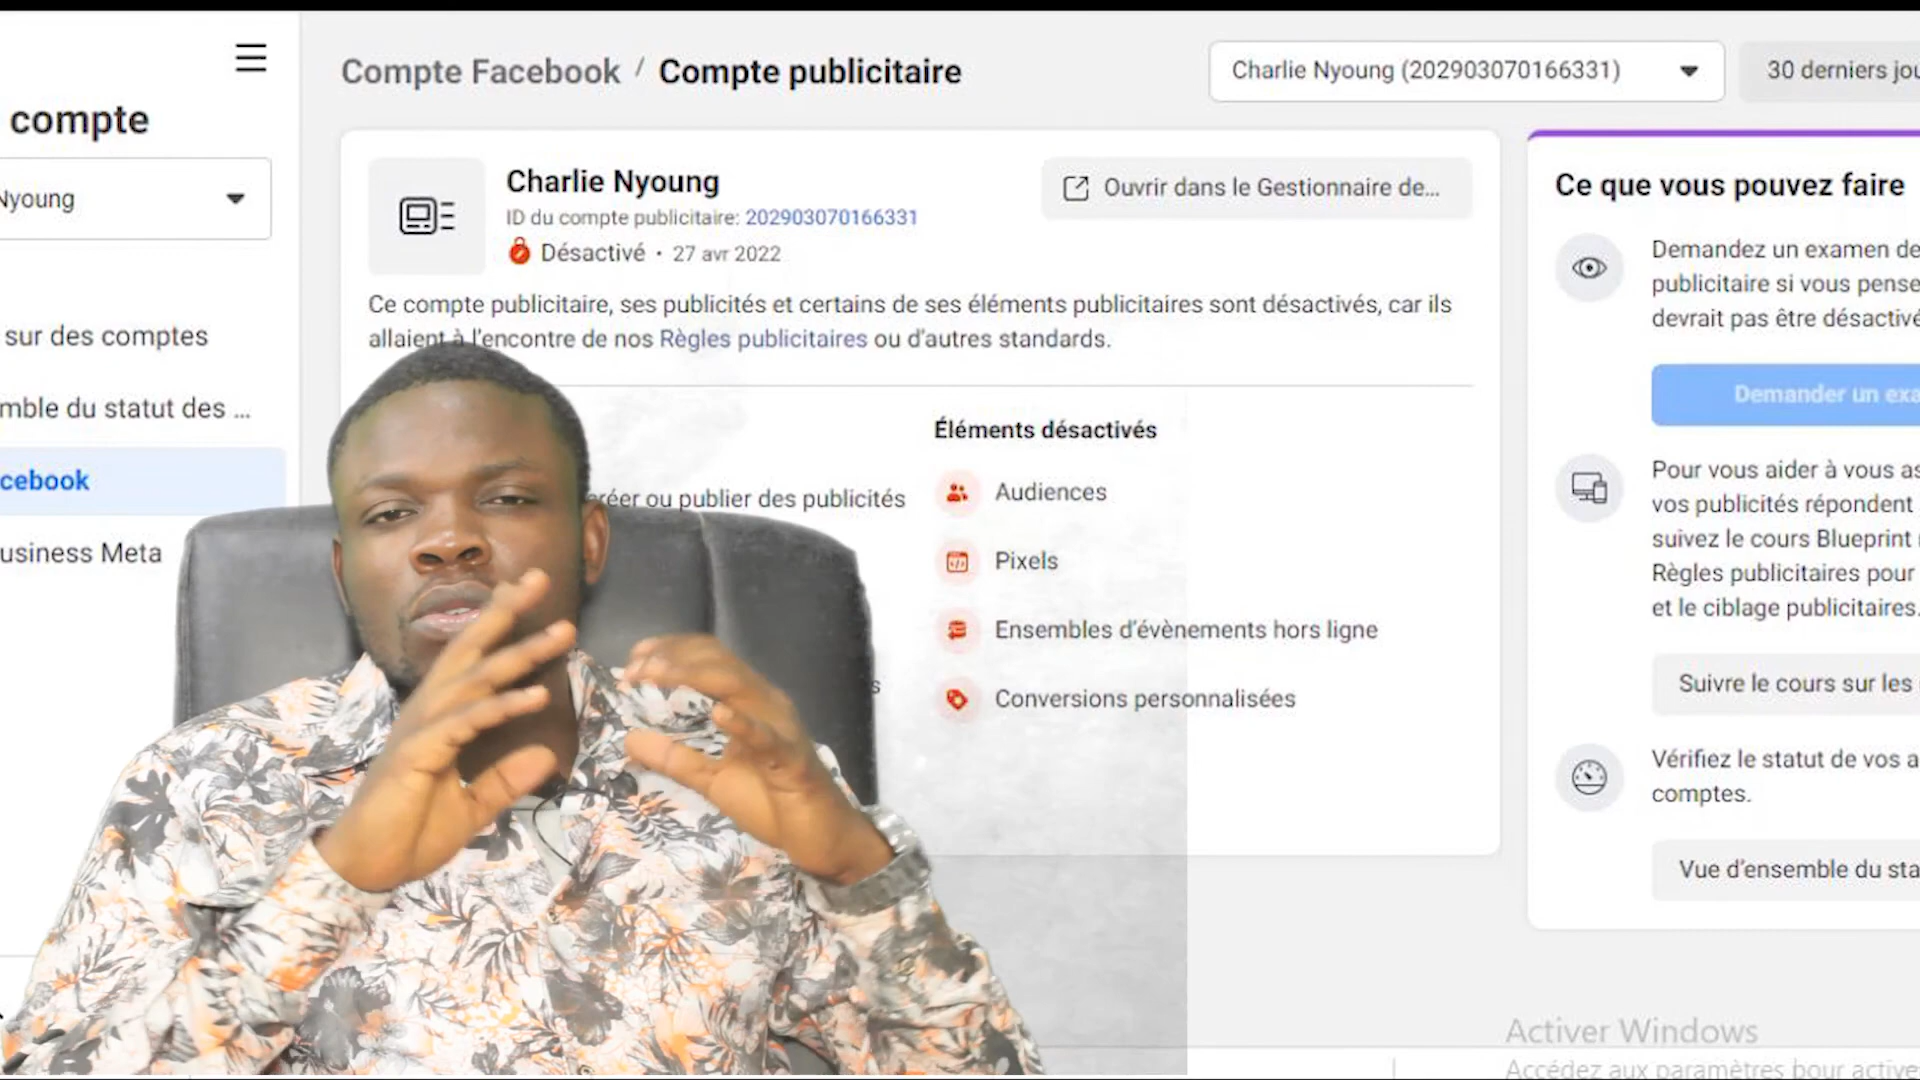 compte
Nyoung
sur des comptes
mble du statut des ...
cebook
usiness Meta
Compte Facebook / Compte publicitaire
Charlie Nyoung (202903070166331)
30 derniers jou
Charlie Nyoung
ID du compte publicitaire: 202903070166331
Désactivé · 27 avr 2022
Ouvrir dans le Gestionnaire de...
Ce compte publicitaire, ses publicités et certains de ses éléments publicitaires sont désactivés, car ils
allaient à l'encontre de nos Règles publicitaires ou d'autres standards.
créer ou publier des publicités
s
Éléments désactivés
Audiences
Pixels
Ensembles d'évènements hors ligne
Conversions personnalisées
Ce que vous pouvez faire
Demandez un examen de
publicitaire si vous pense
devrait pas être désactivé
Demander un exa
Pour vous aider à vous as
vos publicités répondent
suivez le cours Blueprint
Règles publicitaires pour
et le ciblage publicitaires.
Suivre le cours sur les
Vérifiez le statut de vos a
comptes.
Vue d'ensemble du sta
Activer Windows
Accédez aux paramètres pour active